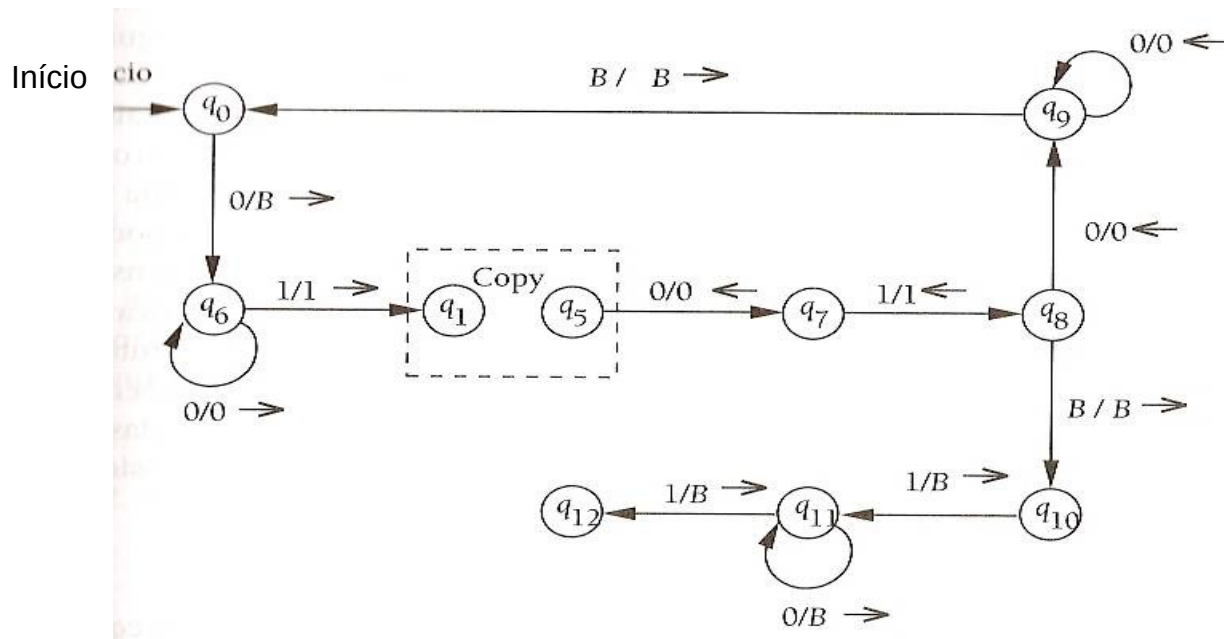 0/0 ←
Início
cio
B / B →
q0
q9
0/B →
0/0 ←
Copy
1/1 →
0/0 ←
1/1 ←
q6
q1
q5
q7
q8
0/0 →
B / B →
1/B →
1/B →
q12
q11
q10
0/B →